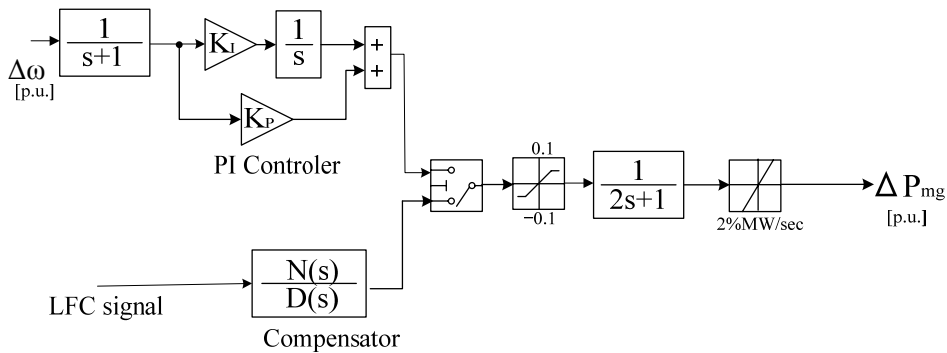 1
s+1
Δω
[p.u.]
K_I
1
s
+
+
K_P
PI Controler
0.1
−0.1
1
2s+1
2%MW/sec
Δ P_mg
[p.u.]
LFC signal
N(s)
D(s)
Compensator